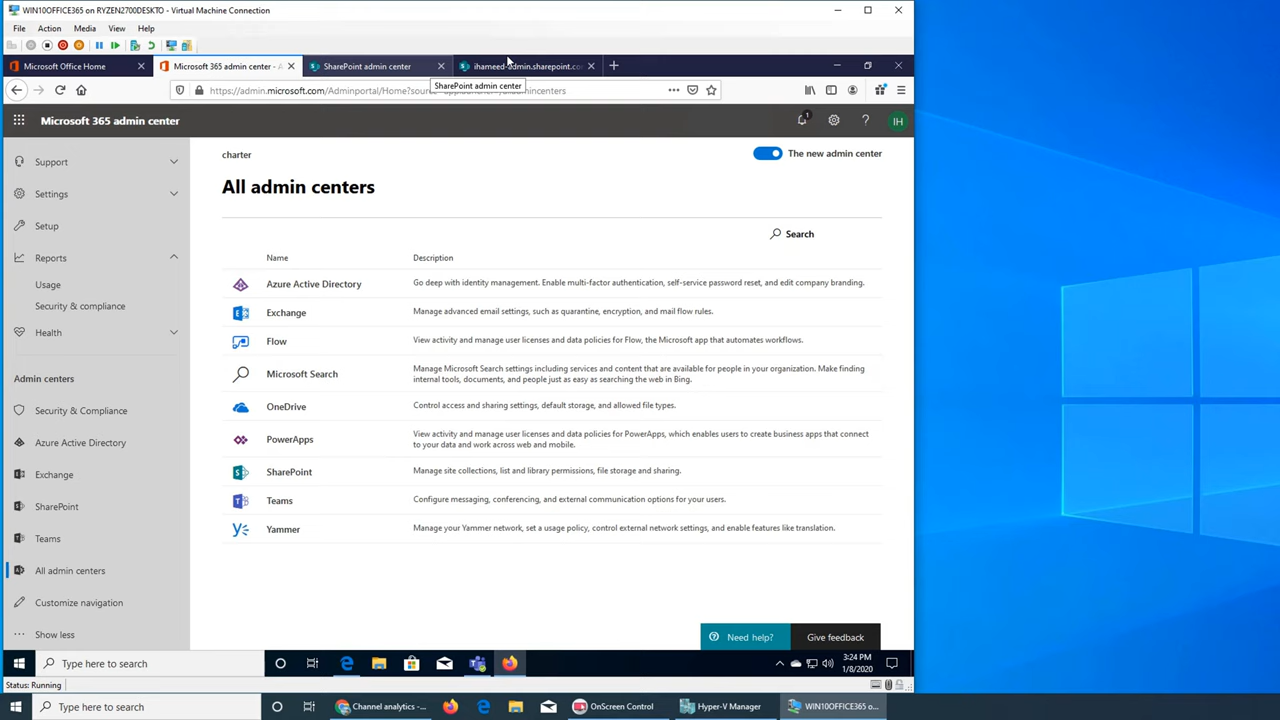 WIN10OFFICE365 on RYZEN2700DESKTO - Virtual Machine Connection
File Action Media View Help
Microsoft Office Home
Microsoft 365 admin center -
SharePoint admin center
ihameed-admin.sharepoint.co
SharePoint admin center
https://admin.microsoft.com/Adminportal/Home?source=
admincenters
Microsoft 365 admin center
1
IH
Support
Settings
Setup
Reports
Usage
Security & compliance
Health
Admin centers
Security & Compliance
Azure Active Directory
Exchange
SharePoint
Teams
All admin centers
Customize navigation
Show less
charter
The new admin center
All admin centers
Search
Name Description
Azure Active Directory Go deep with identity management. Enable multi-factor authentication, self-service password reset, and edit company branding.
Exchange Manage advanced email settings, such as quarantine, encryption, and mail flow rules.
Flow View activity and manage user licenses and data policies for Flow, the Microsoft app that automates workflows.
Microsoft Search Manage Microsoft Search settings including services and content that are available for people in your organization. Make finding
internal tools, documents, and people just as easy as searching the web in Bing.
OneDrive Control access and sharing settings, default storage, and allowed file types.
PowerApps View activity and manage user licenses and data policies for PowerApps, which enables users to create business apps that connect
to your data and work across web and mobile.
SharePoint Manage site collections, list and library permissions, file storage and sharing.
Teams Configure messaging, conferencing, and external communication options for your users.
Yammer Manage your Yammer network, set a usage policy, control external network settings, and enable features like translation.
Need help? Give feedback
Type here to search
3:24 PM
1/8/2020
Status: Running
Type here to search
Channel analytics -...
OnScreen Control
Hyper-V Manager
WIN10OFFICE365 o...